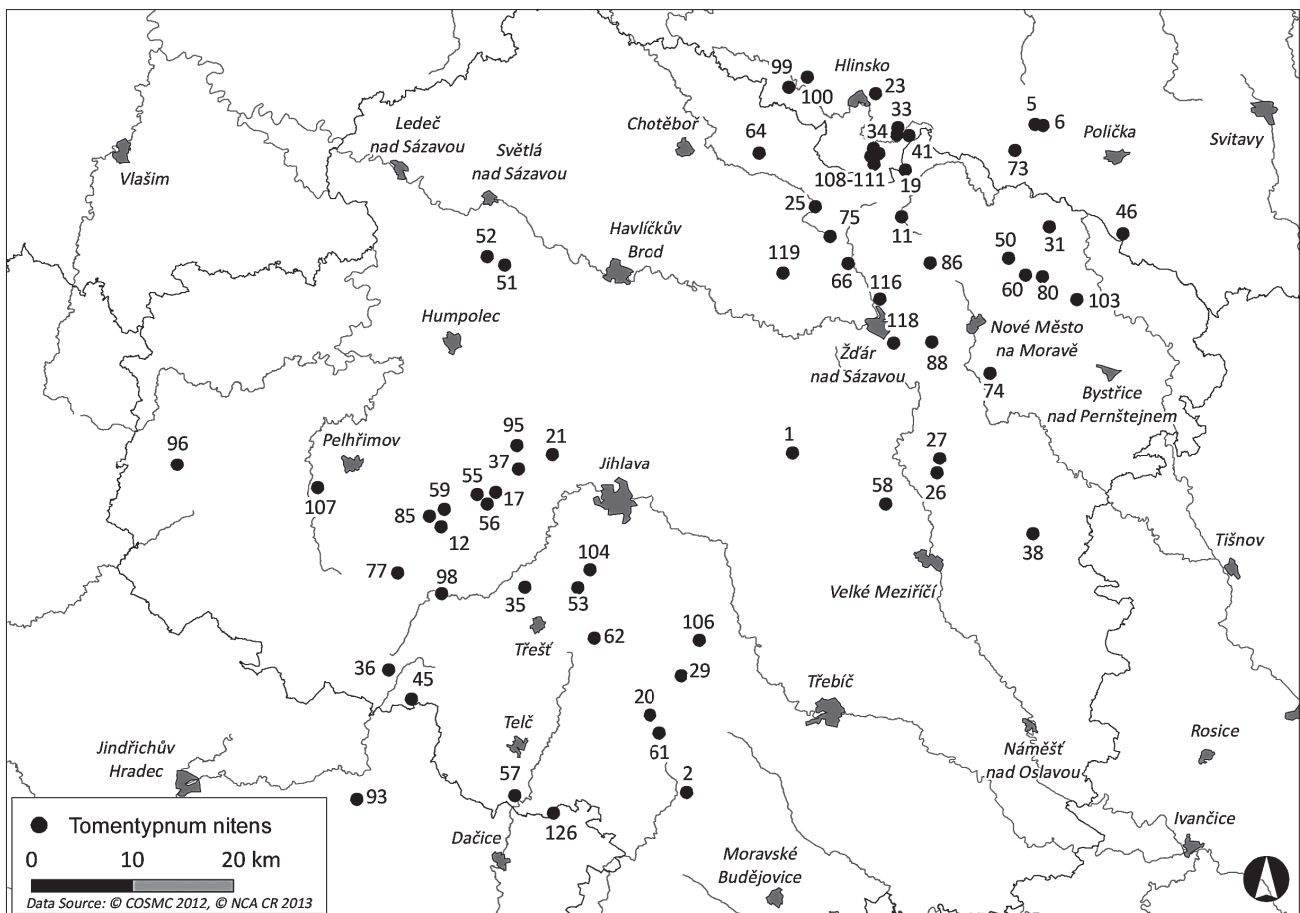 99
100
Hlinsko
23
33
34
41
5
6
Polička
Svitavy
73
Chotěboř
64
Ledeč
nad Sázavou
Světlá
nad Sázavou
Vlašim
108-111
19
25
75
11
46
31
50
Havlíčkův
Brod
52
51
119
66
86
60
80
103
116
118
Humpolec
Nové Město
na Moravě
Žďár
nad Sázavou
88
74
Bystřice
nad Pernštejnem
96
Pelhřimov
95
21
37
Jihlava
1
27
26
55
17
56
59
85
12
107
58
38
Tišnov
77
98
104
35
53
Velké Meziříčí
Třešť
62
106
36
29
45
Třebíč
20
61
Telč
Jindřichův
Hradec
Náměšť
nad Oslavou
Rosice
57
2
93
126
Ivančice
Dačice
Moravské
Budějovice
Tomentypnum nitens
0 10 20 km
Data Source: © COSMC 2012, © NCA CR 2013